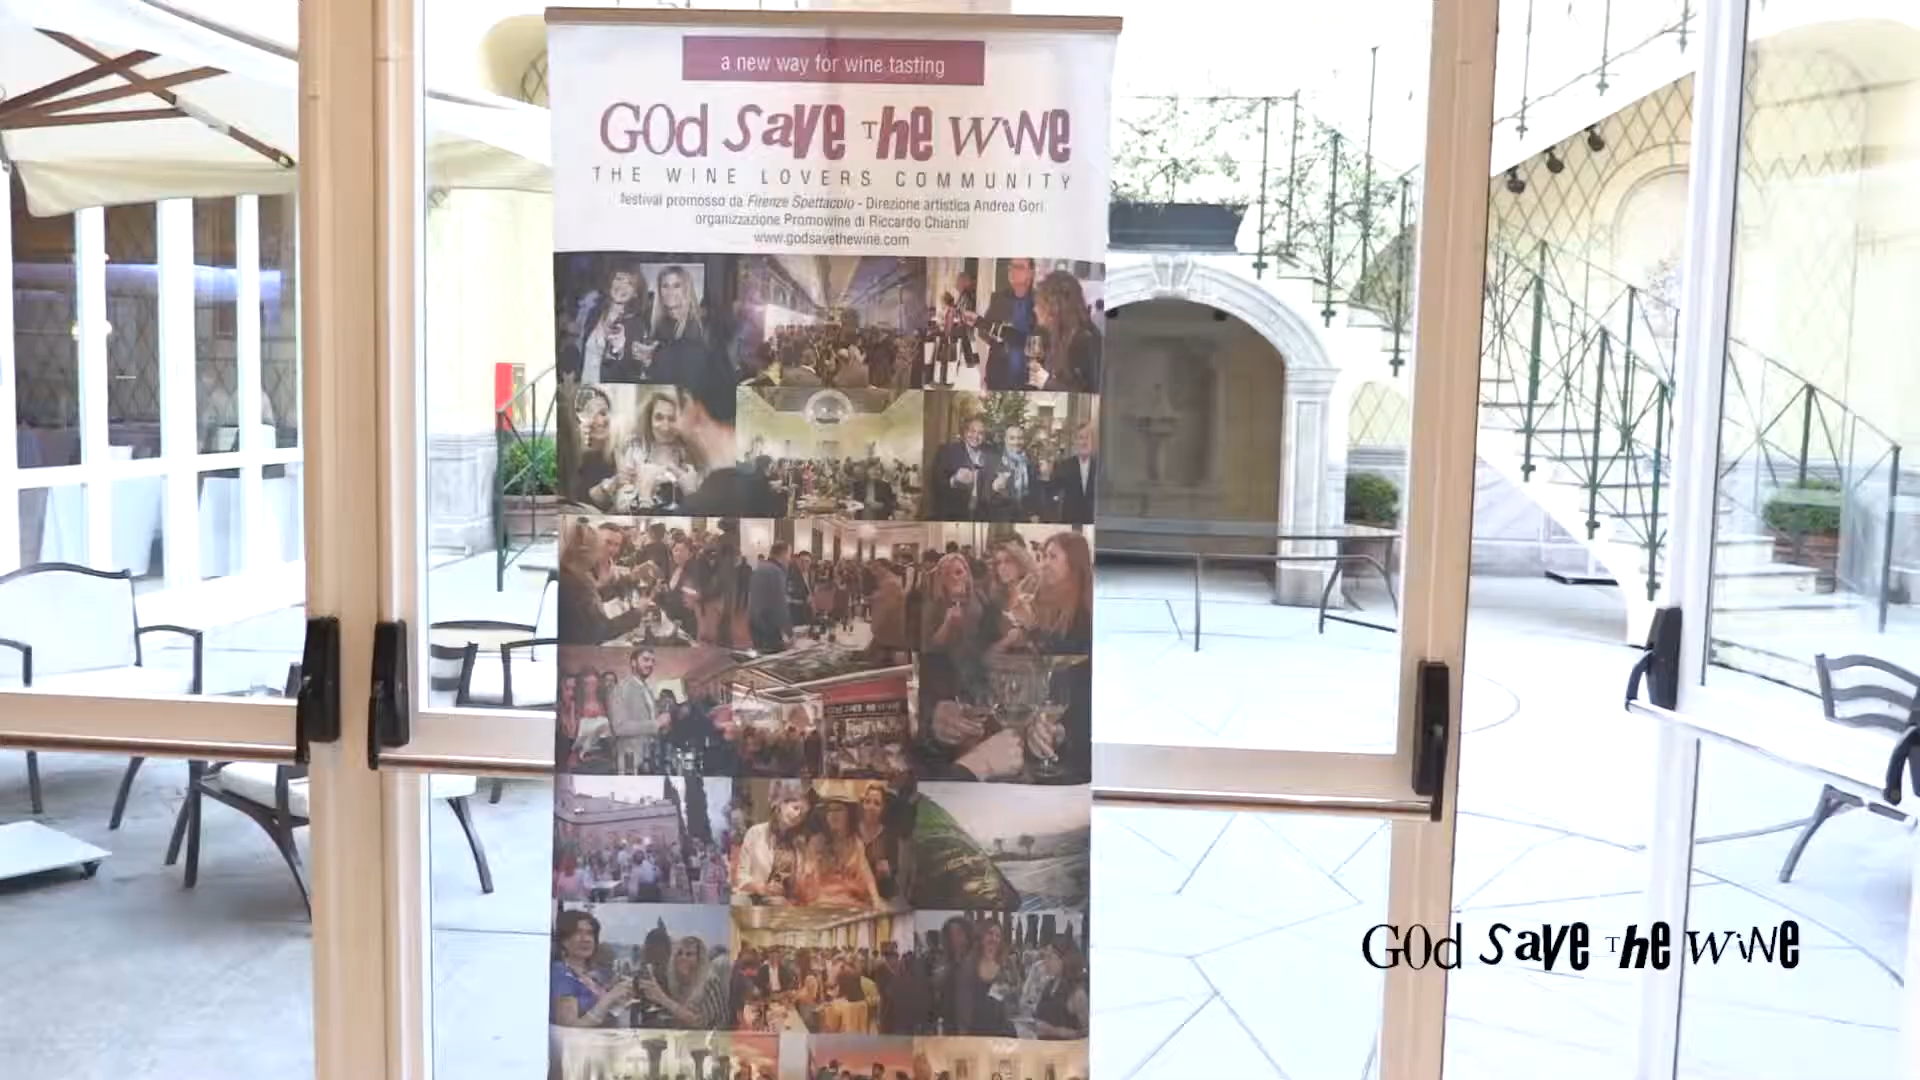 a new way for wine tasting
GOd save The WiNe
THE WINE LOVERS COMMUNITY
festival promosso da Firenze Spettacolo - Direzione artistica Andrea Gori
organizzazione Promowine di Riccardo Chiarini
www.godsavethewine.com
GOd save The WiNe